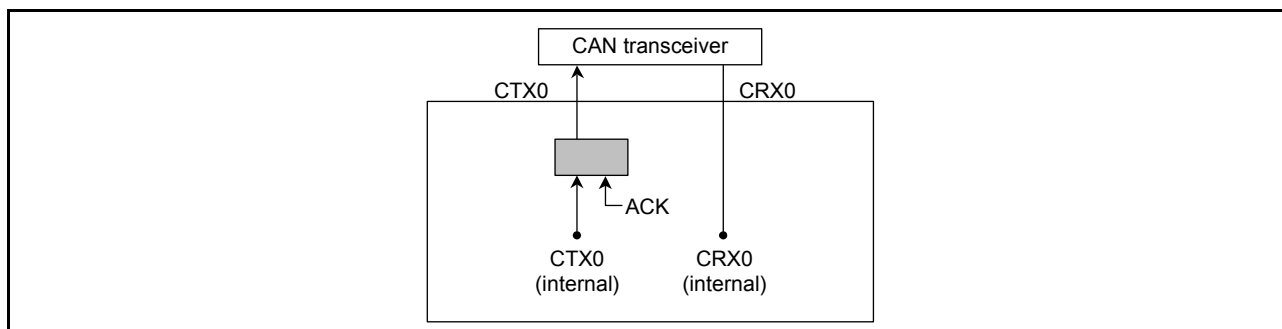 CAN transceiver
CTX0
CRX0
ACK
CTX0
(internal)
CRX0
(internal)